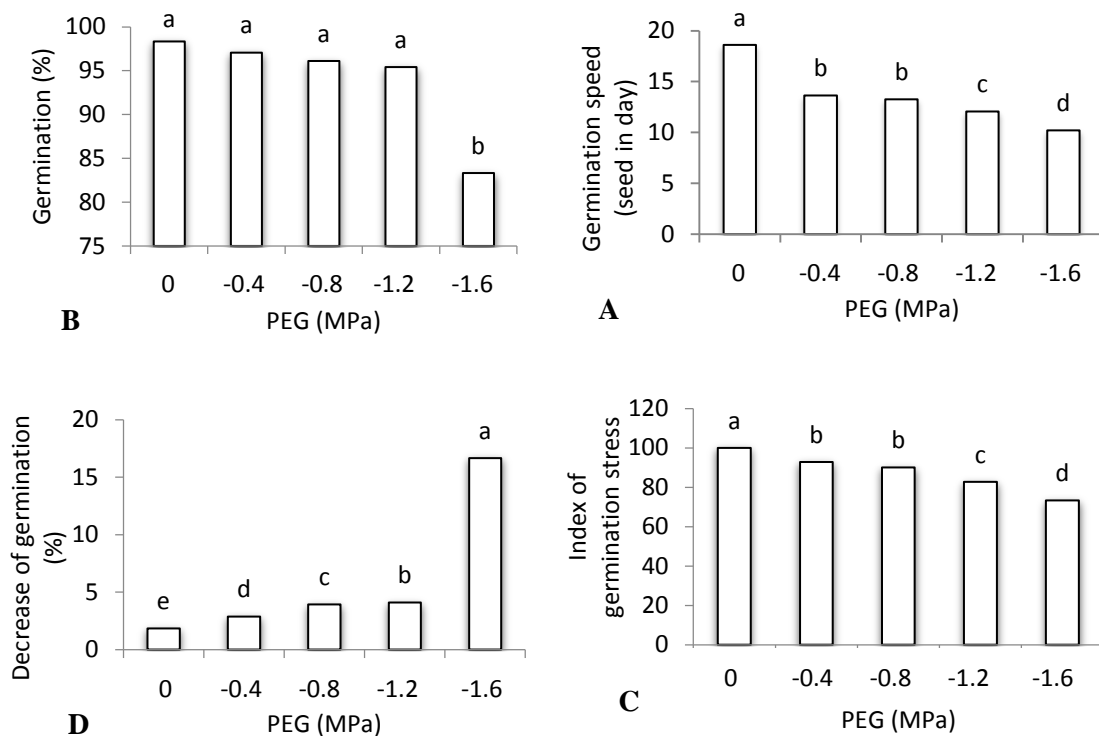 Germination (%)
100
95
90
85
80
75
a
a
a
a
b
0
-0.4
-0.8
-1.2
-1.6
PEG (MPa)
B
Germination speed
(seed in day)
20
15
10
5
0
a
b
b
c
d
0
-0.4
-0.8
-1.2
-1.6
PEG (MPa)
A
Decrease of germination
(%)
20
15
10
5
0
e
d
c
b
a
0
-0.4
-0.8
-1.2
-1.6
PEG (MPa)
D
Index of
germination stress
120
100
80
60
40
20
0
a
b
b
c
d
0
-0.4
-0.8
-1.2
-1.6
PEG (MPa)
C